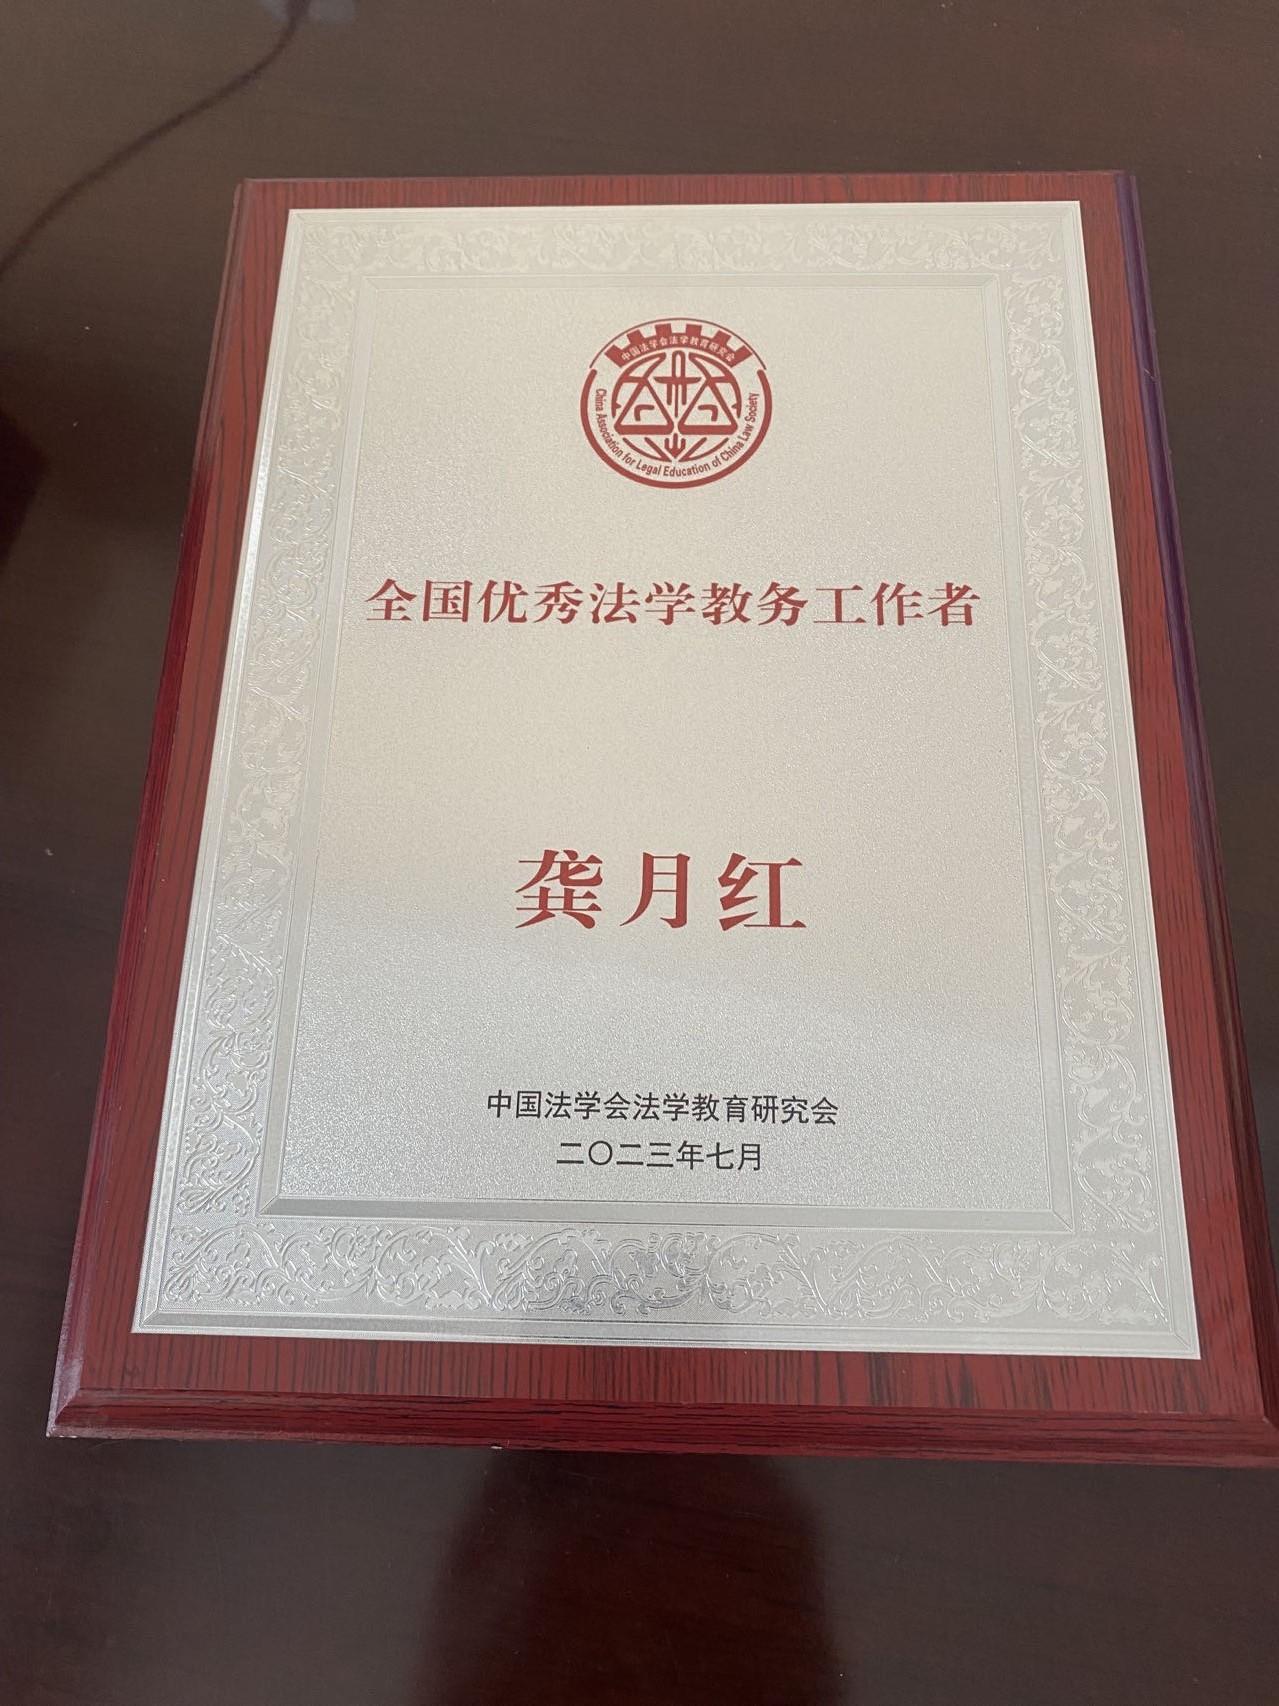 中国法学会法学教育研究会
China Association for Legal Education of China Law Society
全国优秀法学教务工作者
龚月红
中国法学会法学教育研究会
二〇二三年七月